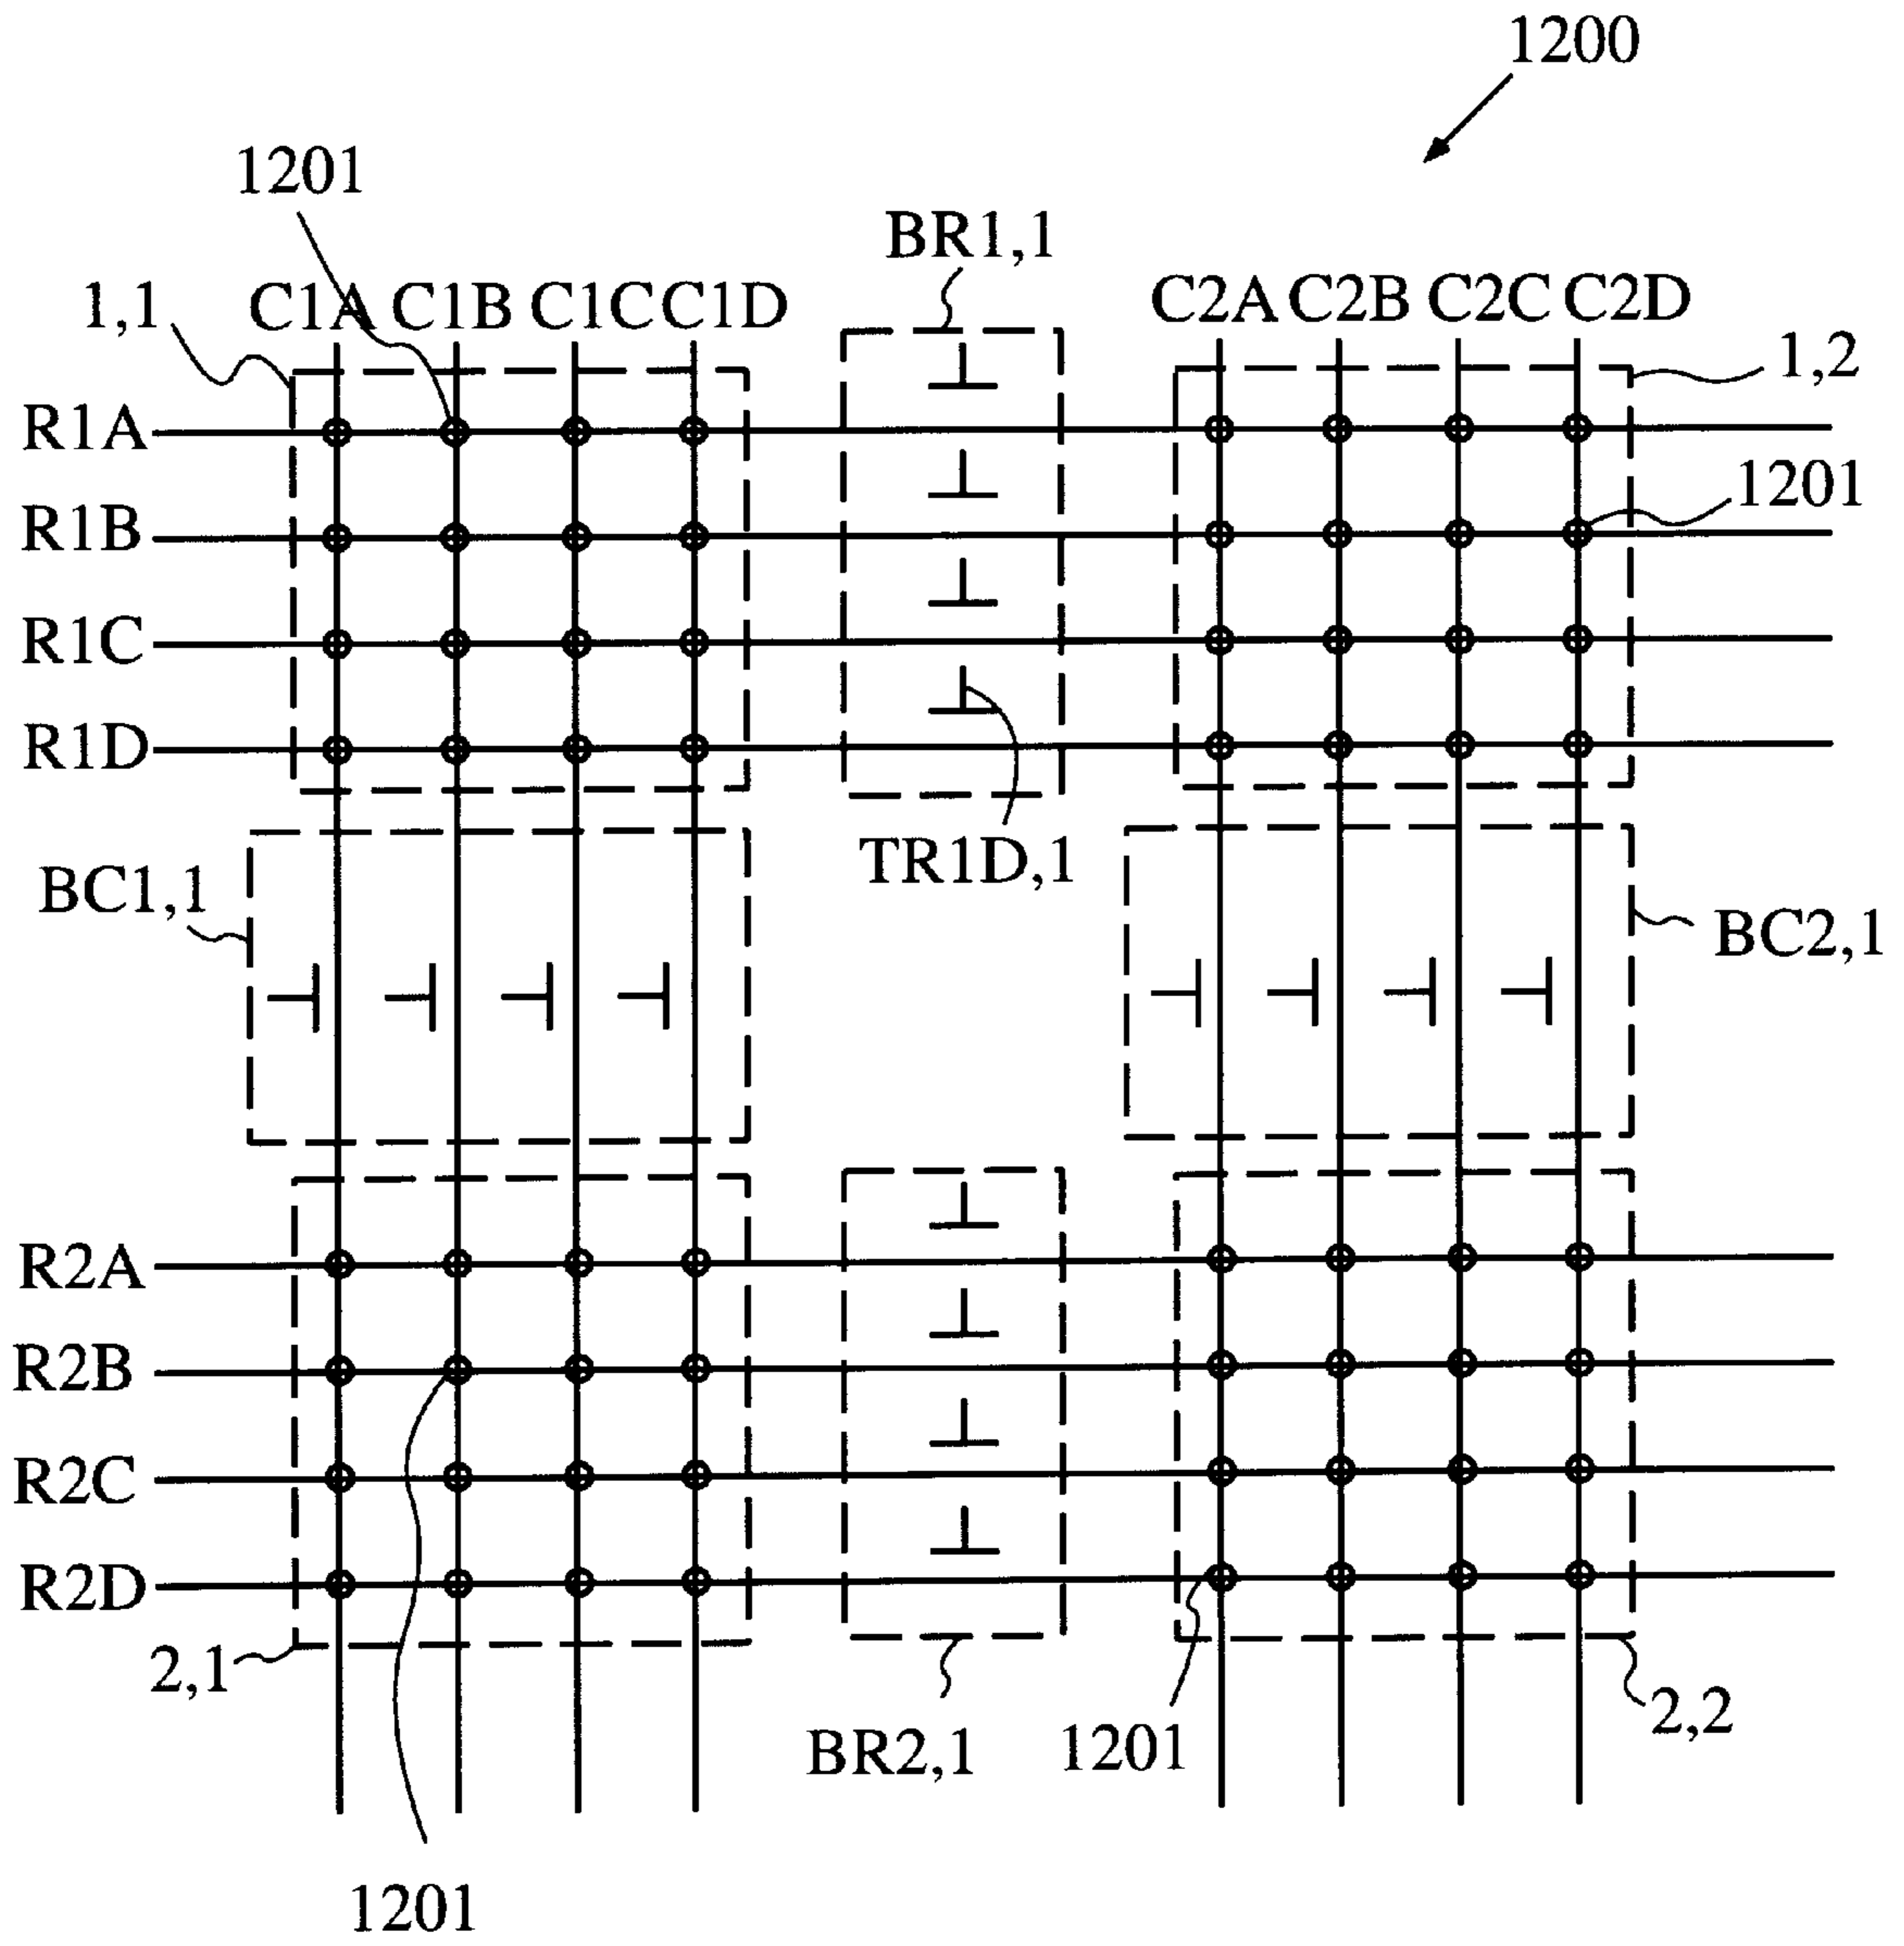 1200
1201
BR1,1
1,1
C1A C1B C1C C1D
C2A C2B C2C C2D
1,2
R1A
1201
R1B
R1C
R1D
TR1D,1
BC1,1
BC2,1
R2A
R2B
R2C
R2D
2,1
2,2
BR2,1
1201
1201